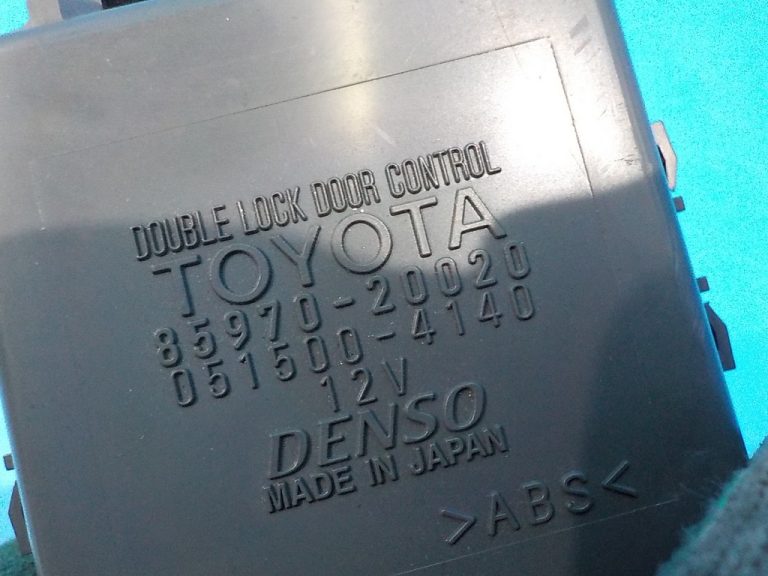 DOUBLE LOCK DOOR CONTROL
TOYOTA
85970-20020
051500-4140
12V
DENSO
MADE IN JAPAN
>ABS<